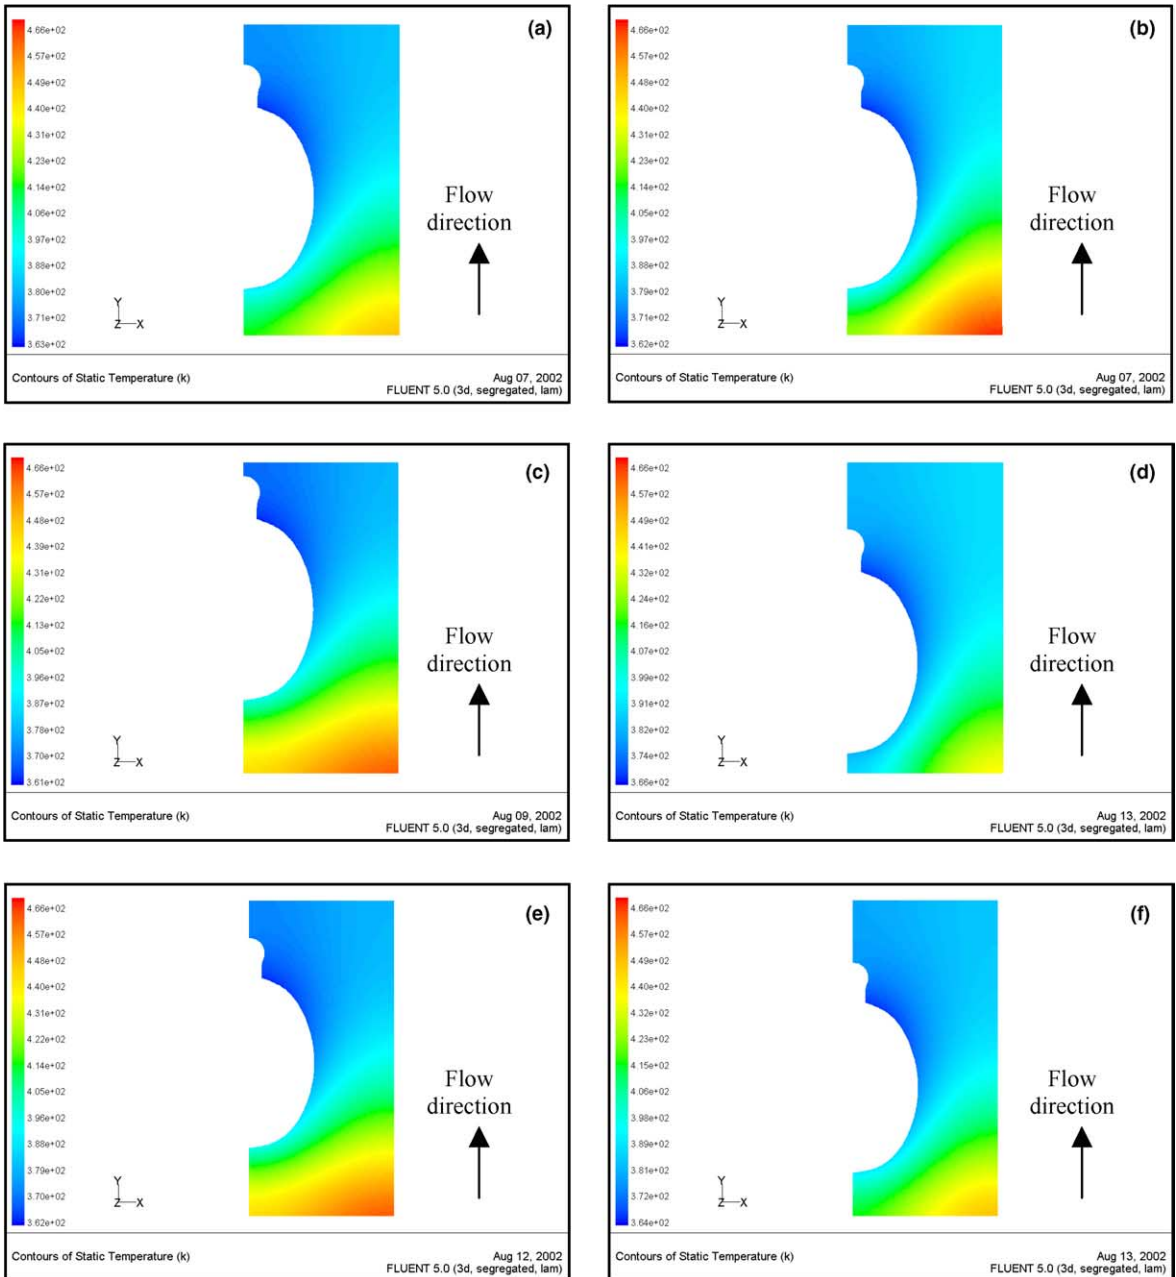 (a)
4.66e+02
4.57e+02
4.49e+02
4.40e+02
4.31e+02
4.23e+02
4.14e+02
4.06e+02
3.97e+02
3.88e+02
3.80e+02
3.71e+02
3.63e+02
Flow
direction
Y
Z X
Contours of Static Temperature (k)
Aug 07, 2002
FLUENT 5.0 (3d, segregated, lam)
(b)
4.66e+02
4.57e+02
4.49e+02
4.40e+02
4.31e+02
4.23e+02
4.14e+02
4.05e+02
3.97e+02
3.88e+02
3.79e+02
3.71e+02
3.62e+02
Flow
direction
Y
Z X
Contours of Static Temperature (k)
Aug 07, 2002
FLUENT 5.0 (3d, segregated, lam)
(c)
4.66e+02
4.57e+02
4.48e+02
4.39e+02
4.31e+02
4.22e+02
4.13e+02
4.05e+02
3.96e+02
3.87e+02
3.78e+02
3.70e+02
3.61e+02
Flow
direction
Y
Z X
Contours of Static Temperature (k)
Aug 09, 2002
FLUENT 5.0 (3d, segregated, lam)
(d)
4.66e+02
4.57e+02
4.49e+02
4.41e+02
4.32e+02
4.24e+02
4.16e+02
4.07e+02
3.99e+02
3.91e+02
3.82e+02
3.74e+02
3.66e+02
Flow
direction
Y
Z X
Contours of Static Temperature (k)
Aug 13, 2002
FLUENT 5.0 (3d, segregated, lam)
(e)
4.66e+02
4.57e+02
4.48e+02
4.40e+02
4.31e+02
4.22e+02
4.14e+02
4.05e+02
3.96e+02
3.88e+02
3.79e+02
3.70e+02
3.62e+02
Flow
direction
Y
Z X
Contours of Static Temperature (k)
Aug 12, 2002
FLUENT 5.0 (3d, segregated, lam)
(f)
4.66e+02
4.57e+02
4.49e+02
4.40e+02
4.32e+02
4.23e+02
4.15e+02
4.06e+02
3.98e+02
3.89e+02
3.81e+02
3.72e+02
3.64e+02
Flow
direction
Y
Z X
Contours of Static Temperature (k)
Aug 13, 2002
FLUENT 5.0 (3d, segregated, lam)